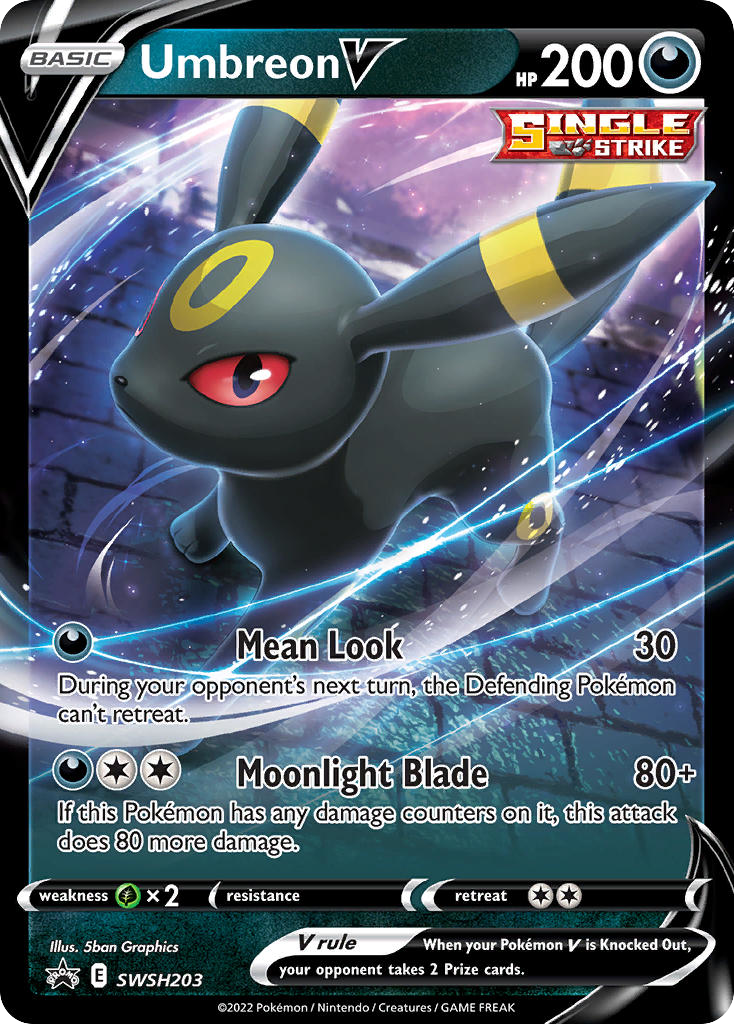 BASIC Umbreon V HP 200
SINGLE
STRIKE
Mean Look 30
During your opponent's next turn, the Defending Pokémon
can't retreat.
Moonlight Blade 80+
If this Pokémon has any damage counters on it, this attack
does 80 more damage.
weakness ×2 resistance retreat
Illus. 5ban Graphics
V rule When your Pokémon V is Knocked Out,
your opponent takes 2 Prize cards.
PROMO E SWSH203
©2022 Pokémon / Nintendo / Creatures / GAME FREAK